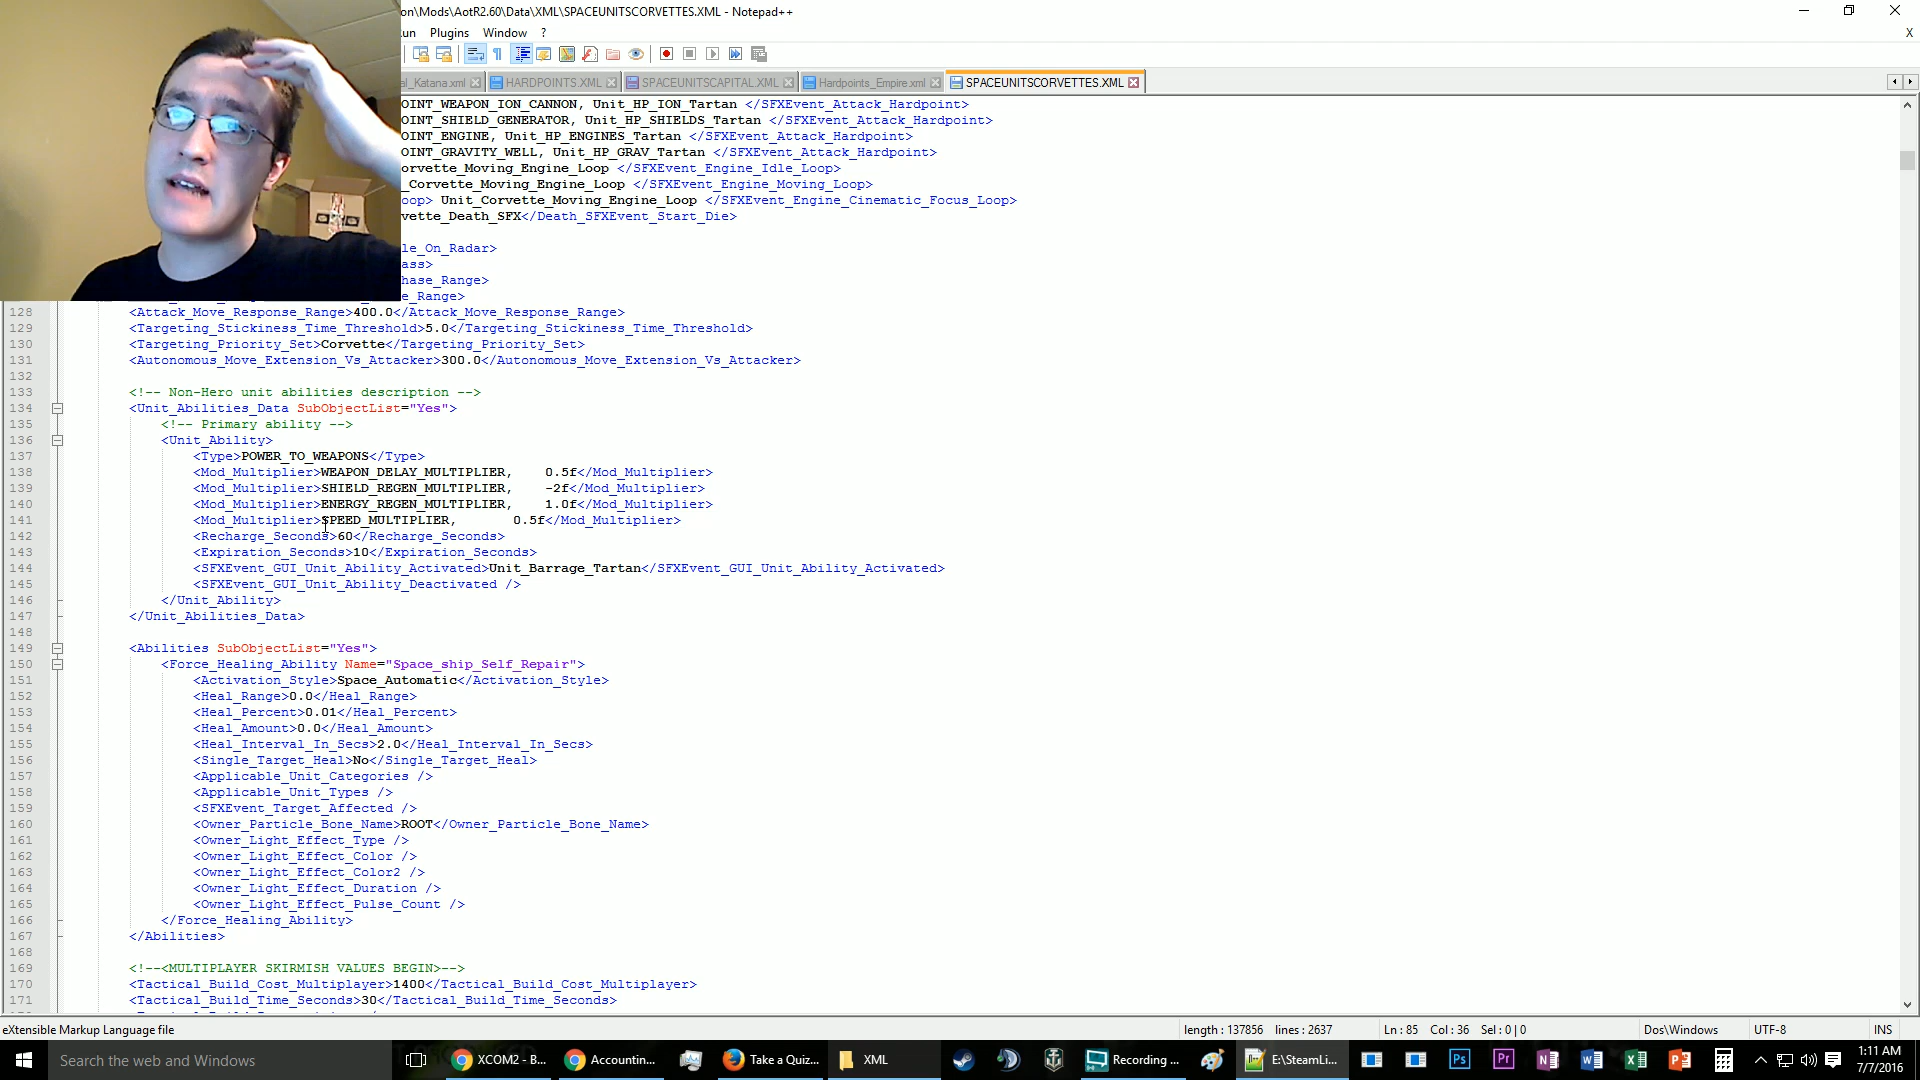 on\Mods\AotR2.60\Data\XML\SPACEUNITSCORVETTES.XML - Notepad++
un Plugins Window ? X
al_Katana.xml HARDPOINTS.XML SPACEUNITSCAPITAL.XML Hardpoints_Empire.xml SPACEUNITSCORVETTES.XML
OINT_WEAPON_ION_CANNON, Unit_HP_ION_Tartan </SFXEvent_Attack_Hardpoint>
OINT_SHIELD_GENERATOR, Unit_HP_SHIELDS_Tartan </SFXEvent_Attack_Hardpoint>
OINT_ENGINE, Unit_HP_ENGINES_Tartan </SFXEvent_Attack_Hardpoint>
OINT_GRAVITY_WELL, Unit_HP_GRAV_Tartan </SFXEvent_Attack_Hardpoint>
orvette_Moving_Engine_Loop </SFXEvent_Engine_Idle_Loop>
_Corvette_Moving_Engine_Loop </SFXEvent_Engine_Moving_Loop>
oop> Unit_Corvette_Moving_Engine_Loop </SFXEvent_Engine_Cinematic_Focus_Loop>
vette_Death_SFX</Death_SFXEvent_Start_Die>
le_On_Radar>
ass>
hase_Range>
e_Range>
128 <Attack_Move_Response_Range>400.0</Attack_Move_Response_Range>
129 <Targeting_Stickiness_Time_Threshold>5.0</Targeting_Stickiness_Time_Threshold>
130 <Targeting_Priority_Set>Corvette</Targeting_Priority_Set>
131 <Autonomous_Move_Extension_Vs_Attacker>300.0</Autonomous_Move_Extension_Vs_Attacker>
132
133 <!-- Non-Hero unit abilities description -->
134 <Unit_Abilities_Data SubObjectList="Yes">
135 <!-- Primary ability -->
136 <Unit_Ability>
137 <Type>POWER_TO_WEAPONS</Type>
138 <Mod_Multiplier>WEAPON_DELAY_MULTIPLIER, 0.5f</Mod_Multiplier>
139 <Mod_Multiplier>SHIELD_REGEN_MULTIPLIER, -2f</Mod_Multiplier>
140 <Mod_Multiplier>ENERGY_REGEN_MULTIPLIER, 1.0f</Mod_Multiplier>
141 <Mod_Multiplier>SPEED_MULTIPLIER, 0.5f</Mod_Multiplier>
142 <Recharge_Seconds>60</Recharge_Seconds>
143 <Expiration_Seconds>10</Expiration_Seconds>
144 <SFXEvent_GUI_Unit_Ability_Activated>Unit_Barrage_Tartan</SFXEvent_GUI_Unit_Ability_Activated>
145 <SFXEvent_GUI_Unit_Ability_Deactivated />
146 </Unit_Ability>
147 </Unit_Abilities_Data>
148
149 <Abilities SubObjectList="Yes">
150 <Force_Healing_Ability Name="Space_ship_Self_Repair">
151 <Activation_Style>Space_Automatic</Activation_Style>
152 <Heal_Range>0.0</Heal_Range>
153 <Heal_Percent>0.01</Heal_Percent>
154 <Heal_Amount>0.0</Heal_Amount>
155 <Heal_Interval_In_Secs>2.0</Heal_Interval_In_Secs>
156 <Single_Target_Heal>No</Single_Target_Heal>
157 <Applicable_Unit_Categories />
158 <Applicable_Unit_Types />
159 <SFXEvent_Target_Affected />
160 <Owner_Particle_Bone_Name>ROOT</Owner_Particle_Bone_Name>
161 <Owner_Light_Effect_Type />
162 <Owner_Light_Effect_Color />
163 <Owner_Light_Effect_Color2 />
164 <Owner_Light_Effect_Duration />
165 <Owner_Light_Effect_Pulse_Count />
166 </Force_Healing_Ability>
167 </Abilities>
168
169 <!--<MULTIPLAYER SKIRMISH VALUES BEGIN>-->
170 <Tactical_Build_Cost_Multiplayer>1400</Tactical_Build_Cost_Multiplayer>
171 <Tactical_Build_Time_Seconds>30</Tactical_Build_Time_Seconds>
eXtensible Markup Language file length : 137856 lines : 2637 Ln : 85 Col : 36 Sel : 0 | 0 Dos\Windows UTF-8 INS
Search the web and Windows XCOM2 - B... Accountin... Take a Quiz... XML Recording ... E:\SteamLi... 1:11 AM
7/7/2016